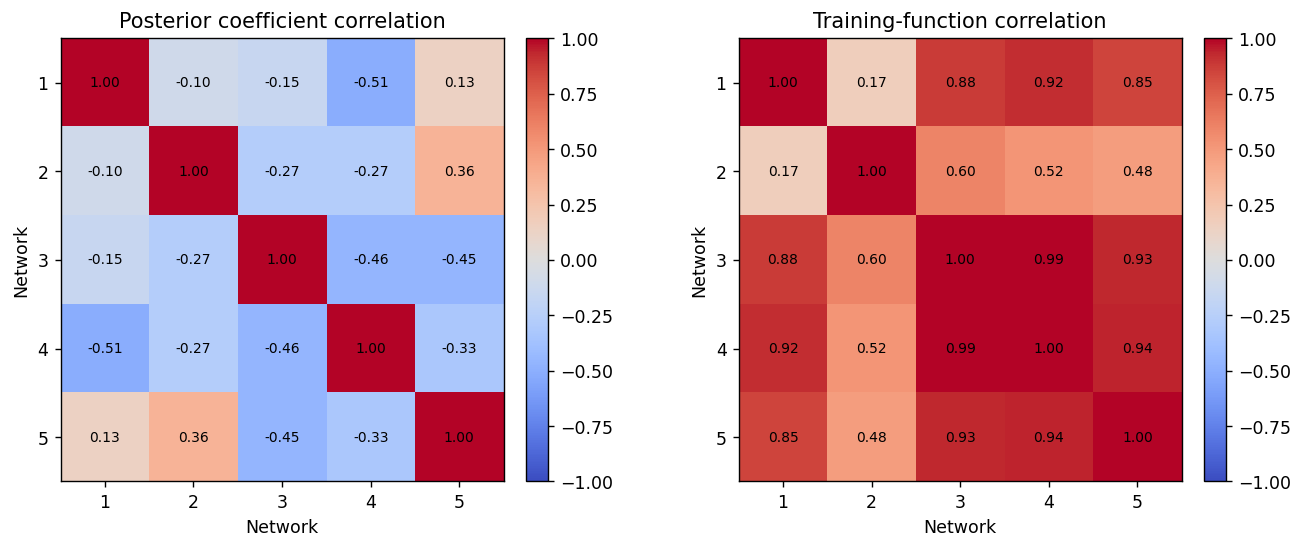 Posterior coefficient correlation
1 1.00 -0.10 -0.15 -0.51 0.13
2 -0.10 1.00 -0.27 -0.27 0.36
3 -0.15 -0.27 1.00 -0.46 -0.45
4 -0.51 -0.27 -0.46 1.00 -0.33
5 0.13 0.36 -0.45 -0.33 1.00
1 2 3 4 5
Network
Network
1.00
0.75
0.50
0.25
0.00
−0.25
−0.50
−0.75
−1.00
Training-function correlation
1 1.00 0.17 0.88 0.92 0.85
2 0.17 1.00 0.60 0.52 0.48
3 0.88 0.60 1.00 0.99 0.93
4 0.92 0.52 0.99 1.00 0.94
5 0.85 0.48 0.93 0.94 1.00
1 2 3 4 5
Network
Network
1.00
0.75
0.50
0.25
0.00
−0.25
−0.50
−0.75
−1.00